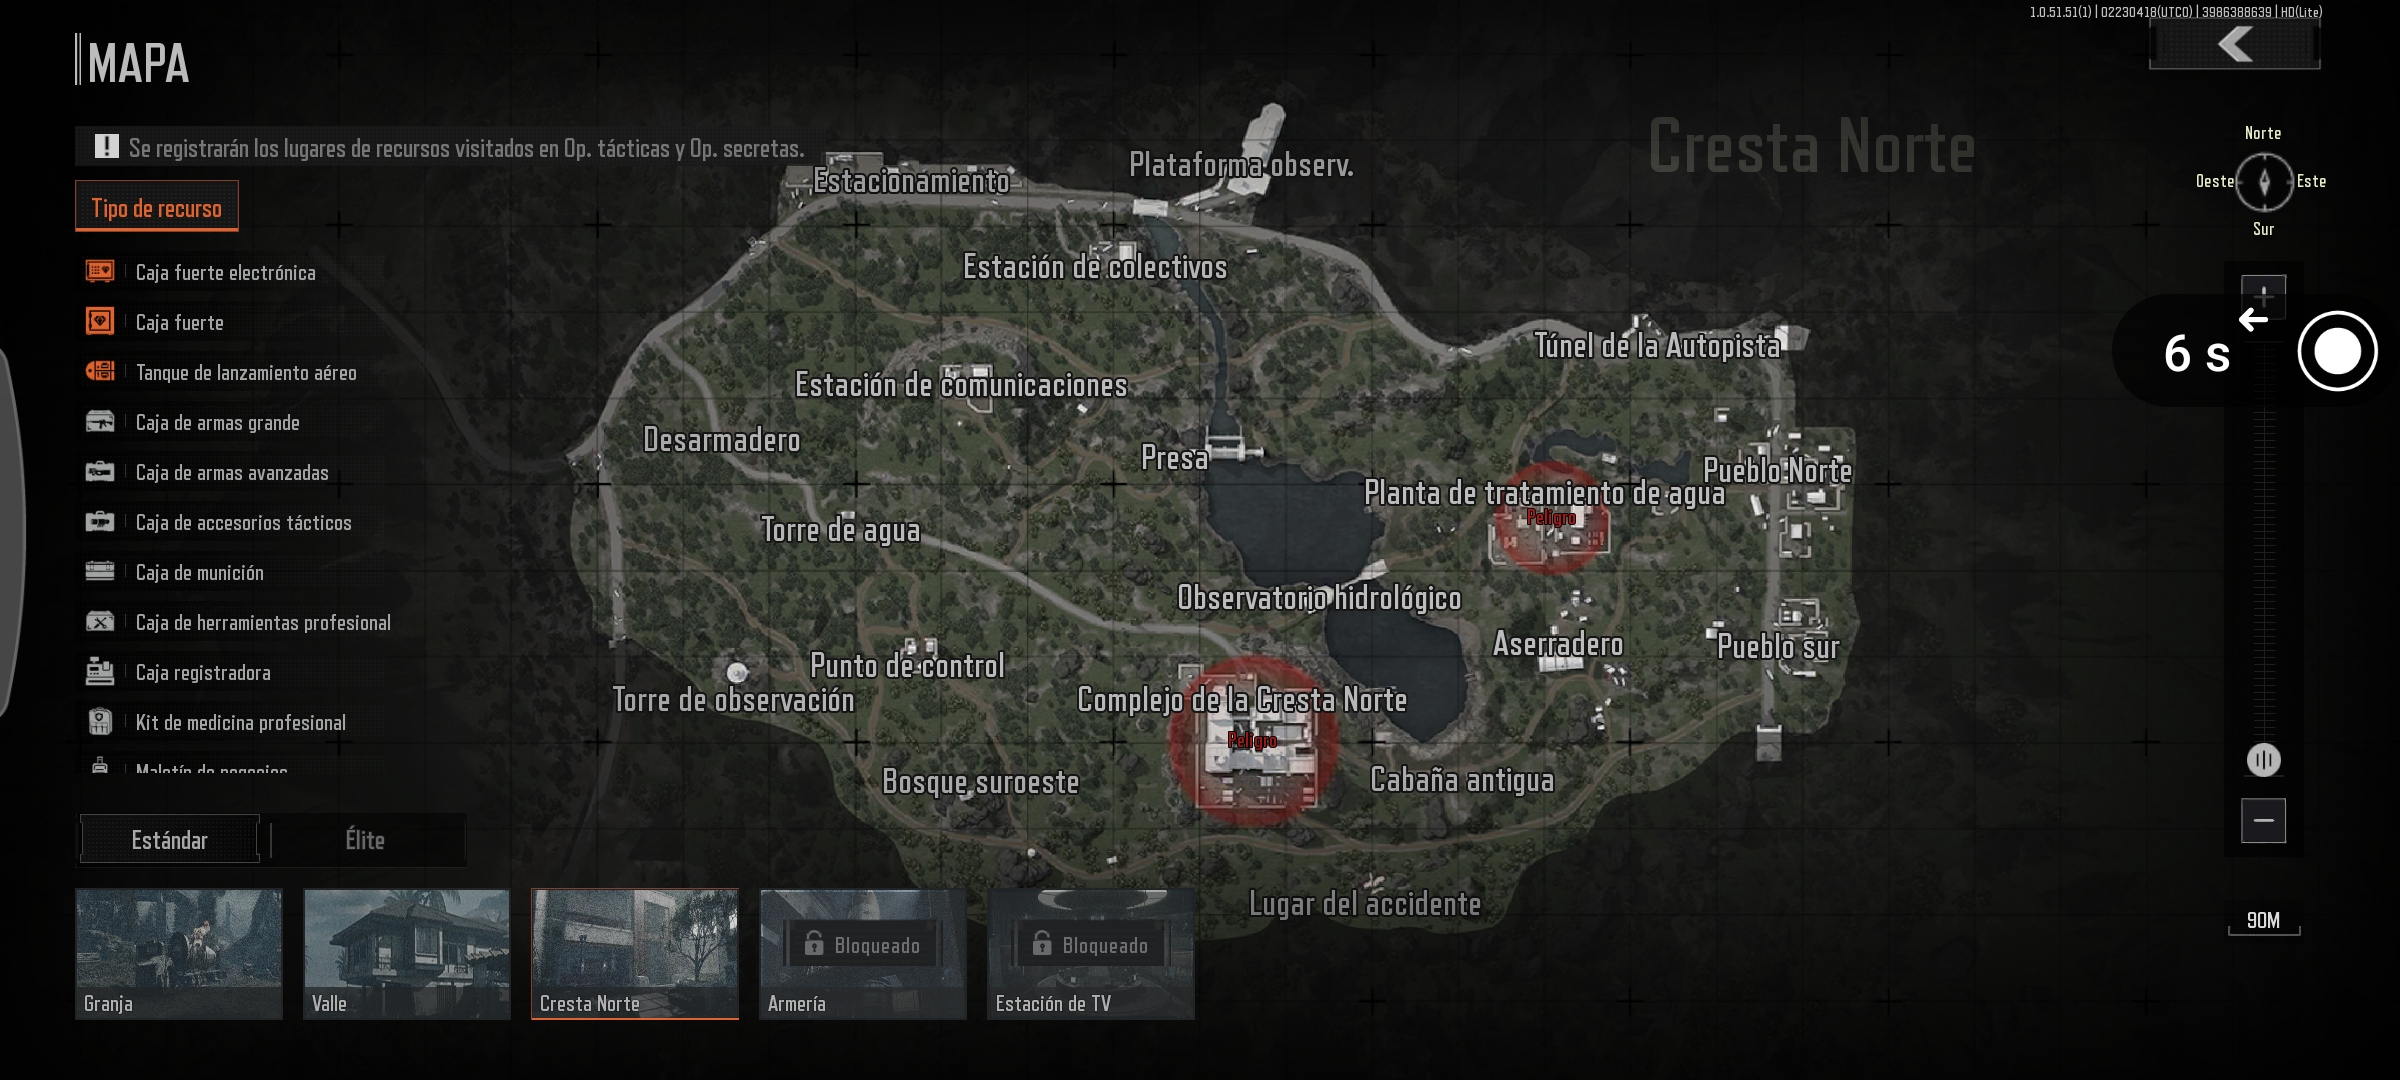 1.0.51.51(1) | 02230418(UTC0) | 3986388639 | HD(Lite)
MAPA
! Se registrarán los lugares de recursos visitados en Op. tácticas y Op. secretas.
Tipo de recurso
Caja fuerte electrónica
Caja fuerte
Tanque de lanzamiento aéreo
Caja de armas grande
Caja de armas avanzadas
Caja de accesorios tácticos
Caja de munición
Caja de herramientas profesional
Caja registradora
Kit de medicina profesional
Maletín de negocios
Estándar
Élite
Cresta Norte
Estacionamiento
Plataforma observ.
Estación de colectivos
Túnel de la Autopista
Estación de comunicaciones
Desarmadero
Presa
Pueblo Norte
Planta de tratamiento de agua
Peligro
Torre de agua
Observatorio hidrológico
Aserradero
Pueblo sur
Punto de control
Torre de observación
Complejo de la Cresta Norte
Peligro
Bosque suroeste
Cabaña antigua
Lugar del accidente
Norte
Oeste
Este
Sur
6 s
90M
Granja
Valle
Cresta Norte
Bloqueado
Armería
Bloqueado
Estación de TV